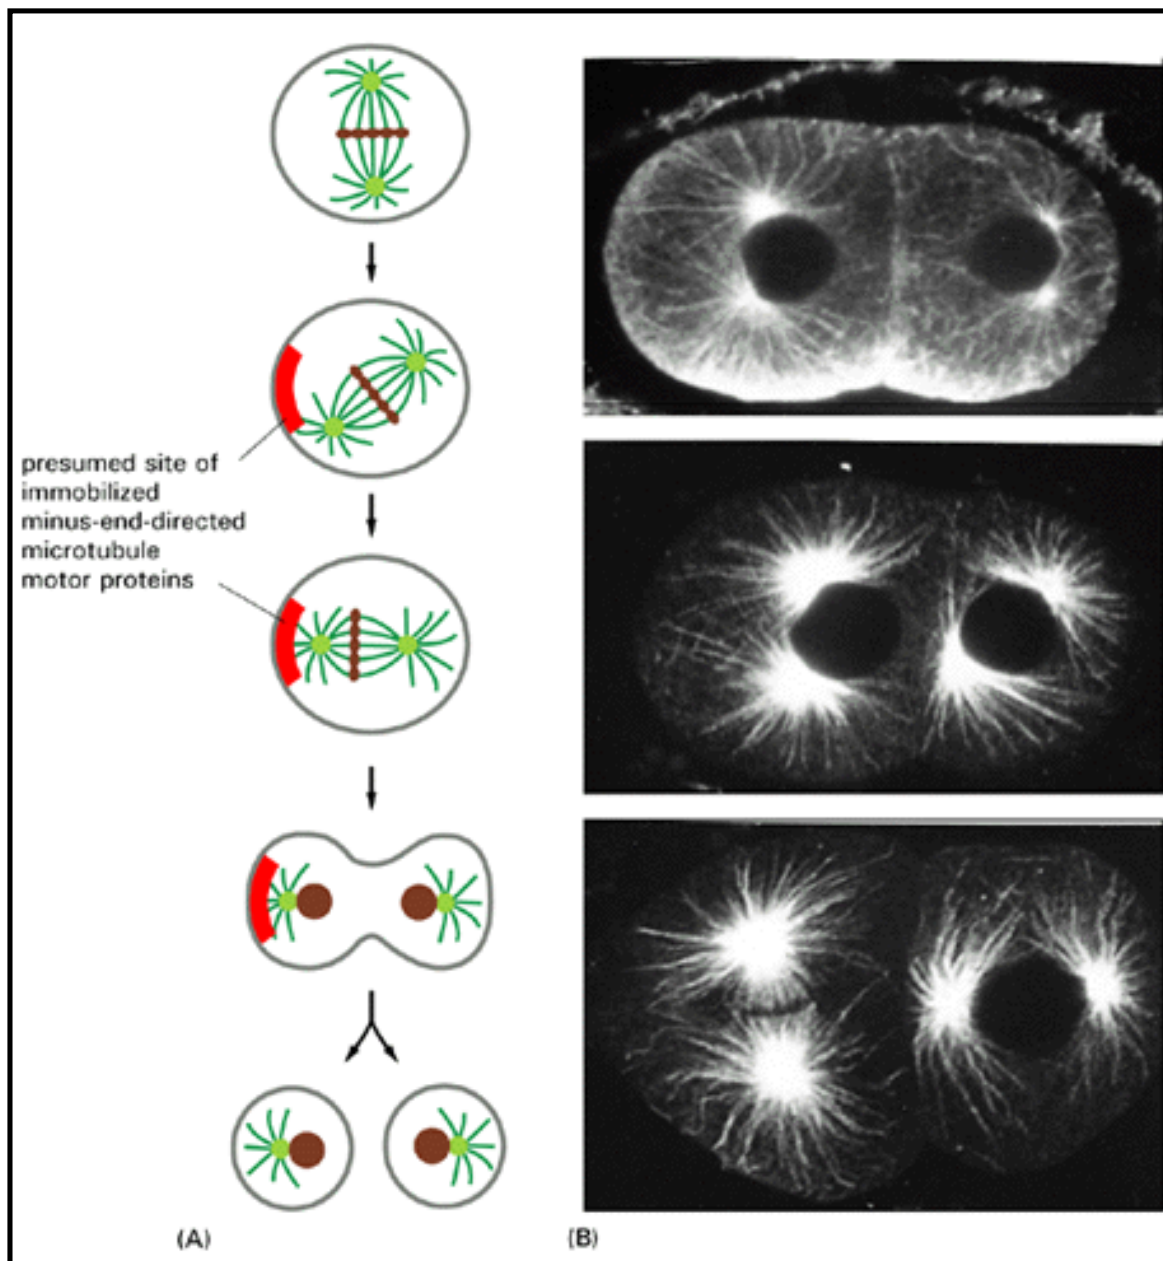 presumed site of
immobilized
minus-end-directed
microtubule
motor proteins
(A)
(B)